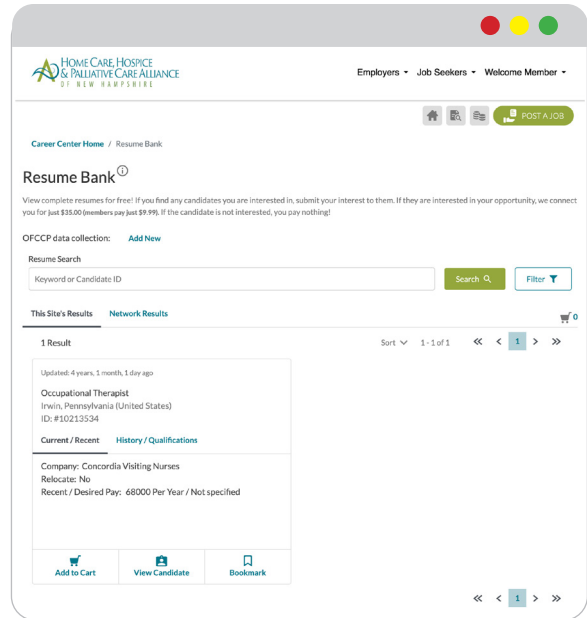 HOME CARE, HOSPICE
& PALLIATIVE CARE ALLIANCE
OF NEW HAMPSHIRE
Employers Job Seekers Welcome Member
POST A JOB
Career Center Home / Resume Bank
Resume Bank
View complete resumes for free! If you find any candidates you are interested in, submit your interest to them. If they are interested in your opportunity, we connect
you for just $35.00 (members pay just $9.99). If the candidate is not interested, you pay nothing!
OFCCP data collection: Add New
Resume Search
Keyword or Candidate ID
Search
Filter
This Site's Results Network Results
0
1 Result
Sort 1 - 1 of 1 « < 1 > »
Updated: 4 years, 1 month, 1 day ago
Occupational Therapist
Irwin, Pennsylvania (United States)
ID: #10213534
Current / Recent History / Qualifications
Company: Concordia Visiting Nurses
Relocate: No
Recent / Desired Pay: 68000 Per Year / Not specified
Add to Cart View Candidate Bookmark
« < 1 > »